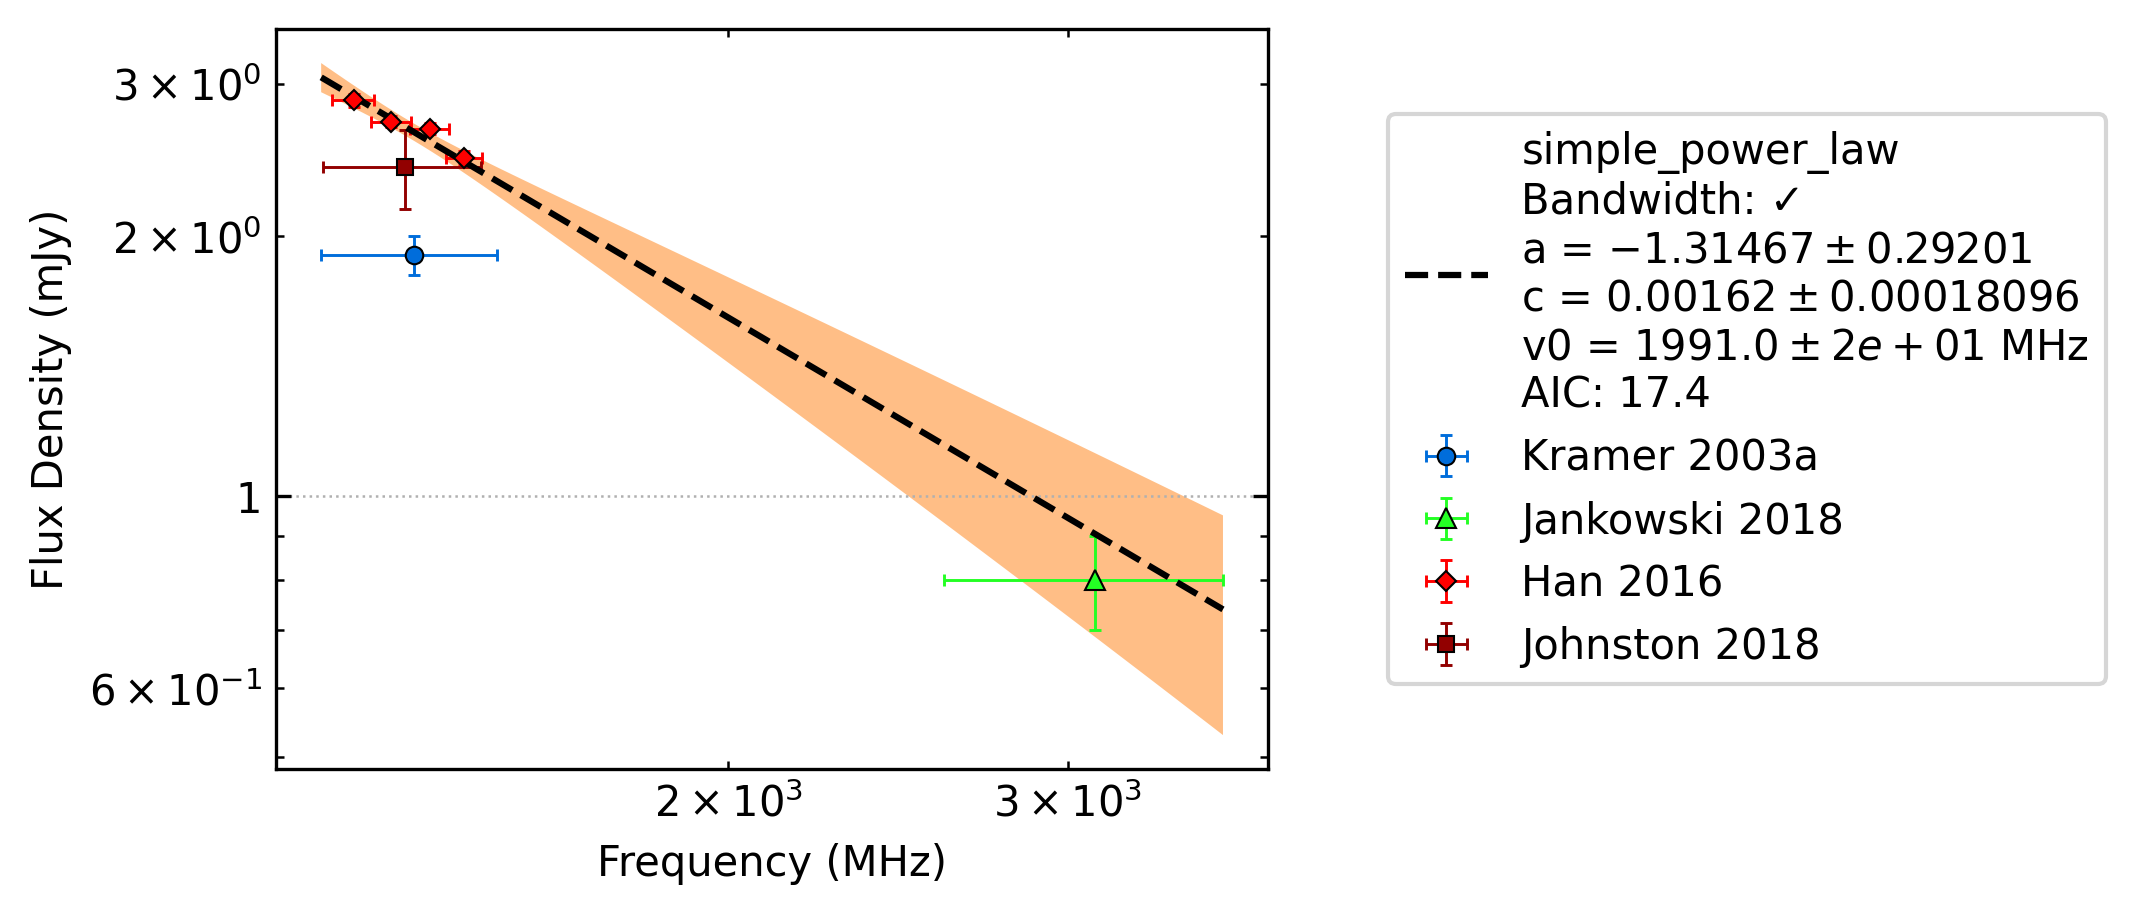 3 × 10⁰
2 × 10⁰
1
6 × 10⁻¹
Flux Density (mJy)
2 × 10³
3 × 10³
Frequency (MHz)
simple_power_law
Bandwidth: ✓
a = −1.31467 ± 0.29201
c = 0.00162 ± 0.00018096
v0 = 1991.0 ± 2e + 01 MHz
AIC: 17.4
Kramer 2003a
Jankowski 2018
Han 2016
Johnston 2018